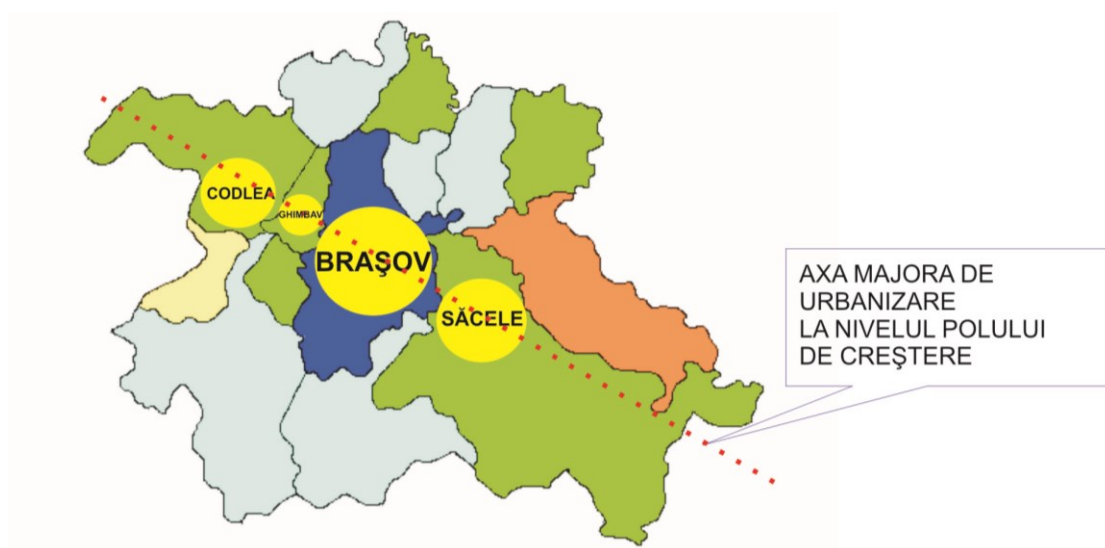 CODLEA
GHIMBAV
BRAŞOV
SĂCELE
AXA MAJORA DE
URBANIZARE
LA NIVELUL POLULUI
DE CREŞTERE